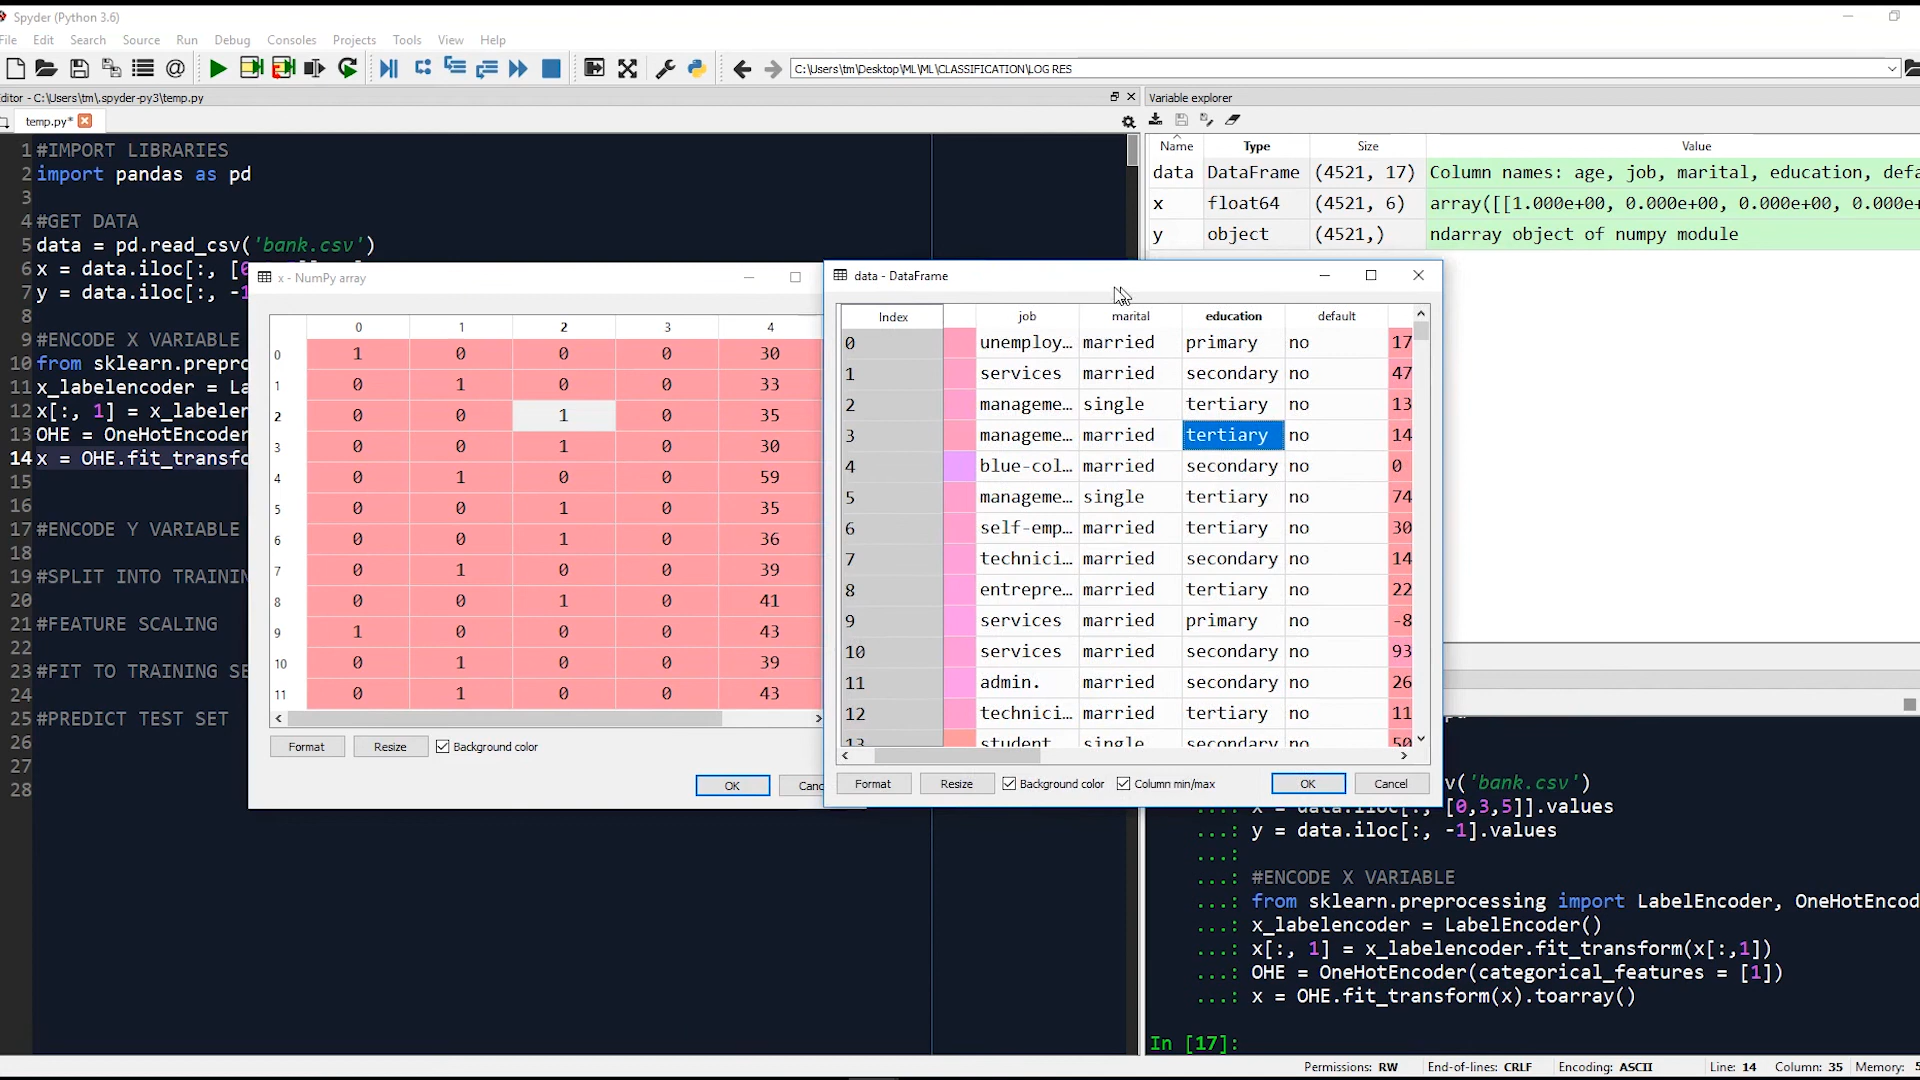 Spyder (Python 3.6)
File Edit Search Source Run Debug Consoles Projects Tools View Help
C:\Users\tm\Desktop\ML\ML\CLASSIFICATION\LOG RES
ditor - C:\Users\tm\.spyder-py3\temp.py
temp.py*
1 #IMPORT LIBRARIES
2 import pandas as pd
3
4 #GET DATA
5 data = pd.read_csv('bank.csv')
6 x = data.iloc[:, [0
7 y = data.iloc[:, -1
8
9 #ENCODE X VARIABLE
10 from sklearn.prepro
11 x_labelencoder = La
12 x[:, 1] = x_labeler
13 OHE = OneHotEncoder
14 x = OHE.fit_transfo
15
16
17 #ENCODE Y VARIABLE
18
19 #SPLIT INTO TRAININ
20
21 #FEATURE SCALING
22
23 #FIT TO TRAINING SE
24
25 #PREDICT TEST SET
26
27
28
x - NumPy array
0 1 2 3 4
0 1 0 0 0 30
1 0 1 0 0 33
2 0 0 1 0 35
3 0 0 1 0 30
4 0 1 0 0 59
5 0 0 1 0 35
6 0 0 1 0 36
7 0 1 0 0 39
8 0 0 1 0 41
9 1 0 0 0 43
10 0 1 0 0 39
11 0 1 0 0 43
Format Resize Background color
OK Canc
data - DataFrame
Index job marital education default
0 unemploy... married primary no 17
1 services married secondary no 47
2 manageme... single tertiary no 13
3 manageme... married tertiary no 14
4 blue-col... married secondary no 0
5 manageme... single tertiary no 74
6 self-emp... married tertiary no 30
7 technici... married secondary no 14
8 entrepre... married tertiary no 22
9 services married primary no -8
10 services married secondary no 93
11 admin. married secondary no 26
12 technici... married tertiary no 11
13 student single secondary no 50
Format Resize Background color Column min/max OK Cancel
Variable explorer
Name Type Size Value
data DataFrame (4521, 17) Column names: age, job, marital, education, defa
x float64 (4521, 6) array([[1.000e+00, 0.000e+00, 0.000e+00, 0.000e+
y object (4521,) ndarray object of numpy module
v('bank.csv')
...: x = data.iloc[:, [0,3,5]].values
...: y = data.iloc[:, -1].values
...:
...: #ENCODE X VARIABLE
...: from sklearn.preprocessing import LabelEncoder, OneHotEncod
...: x_labelencoder = LabelEncoder()
...: x[:, 1] = x_labelencoder.fit_transform(x[:,1])
...: OHE = OneHotEncoder(categorical_features = [1])
...: x = OHE.fit_transform(x).toarray()
In [17]:
Permissions: RW End-of-lines: CRLF Encoding: ASCII Line: 14 Column: 35 Memory: